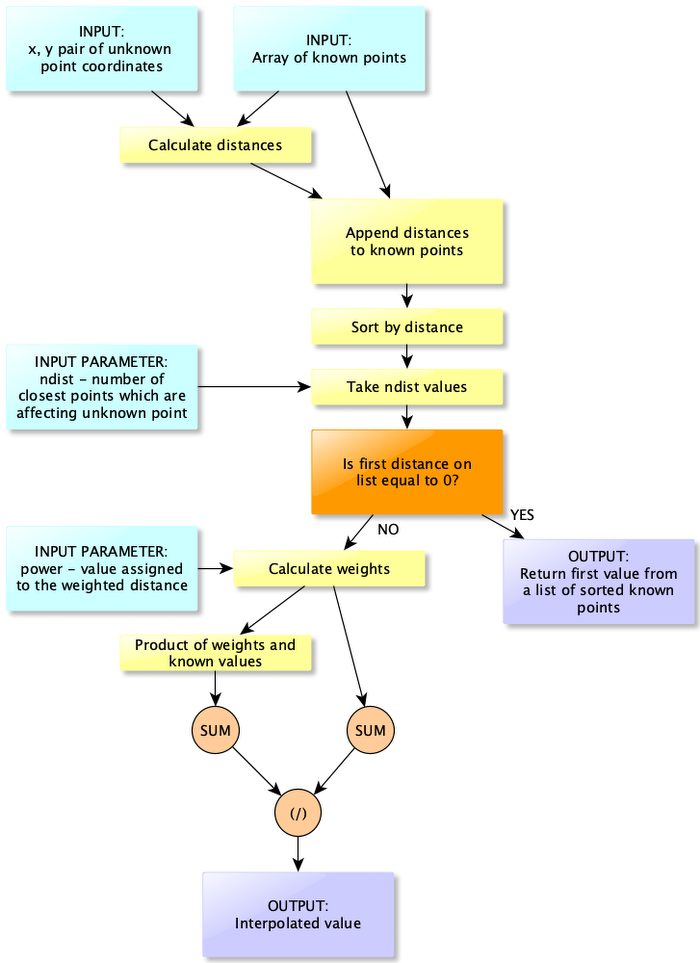 INPUT:
x, y pair of unknown
point coordinates
INPUT:
Array of known points
Calculate distances
Append distances
to known points
Sort by distance
INPUT PARAMETER:
ndist – number of
closest points which are
affecting unknown point
Take ndist values
Is first distance on
list equal to 0?
NO
YES
INPUT PARAMETER:
power – value assigned
to the weighted distance
Calculate weights
OUTPUT:
Return first value from
a list of sorted known
points
Product of weights and
known values
SUM
SUM
(/)
OUTPUT:
Interpolated value